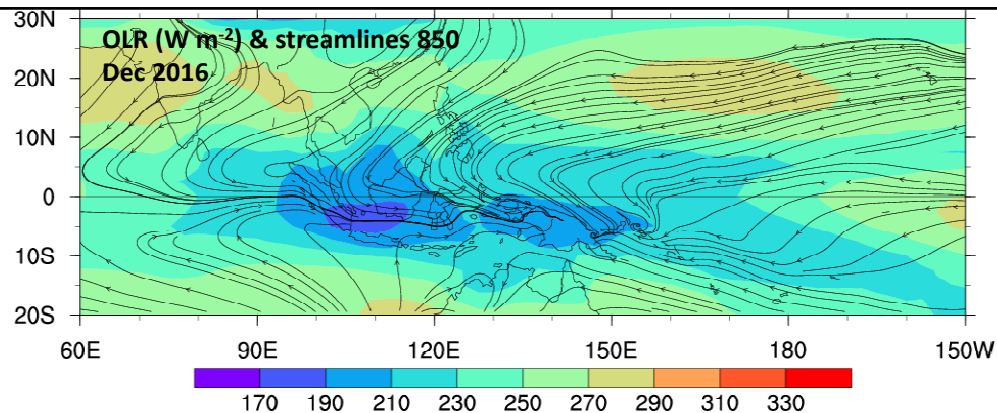 OLR (W m-2) & streamlines 850
Dec 2016
30N
20N
10N
0
10S
20S
60E 90E 120E 150E 180 150W
170 190 210 230 250 270 290 310 330